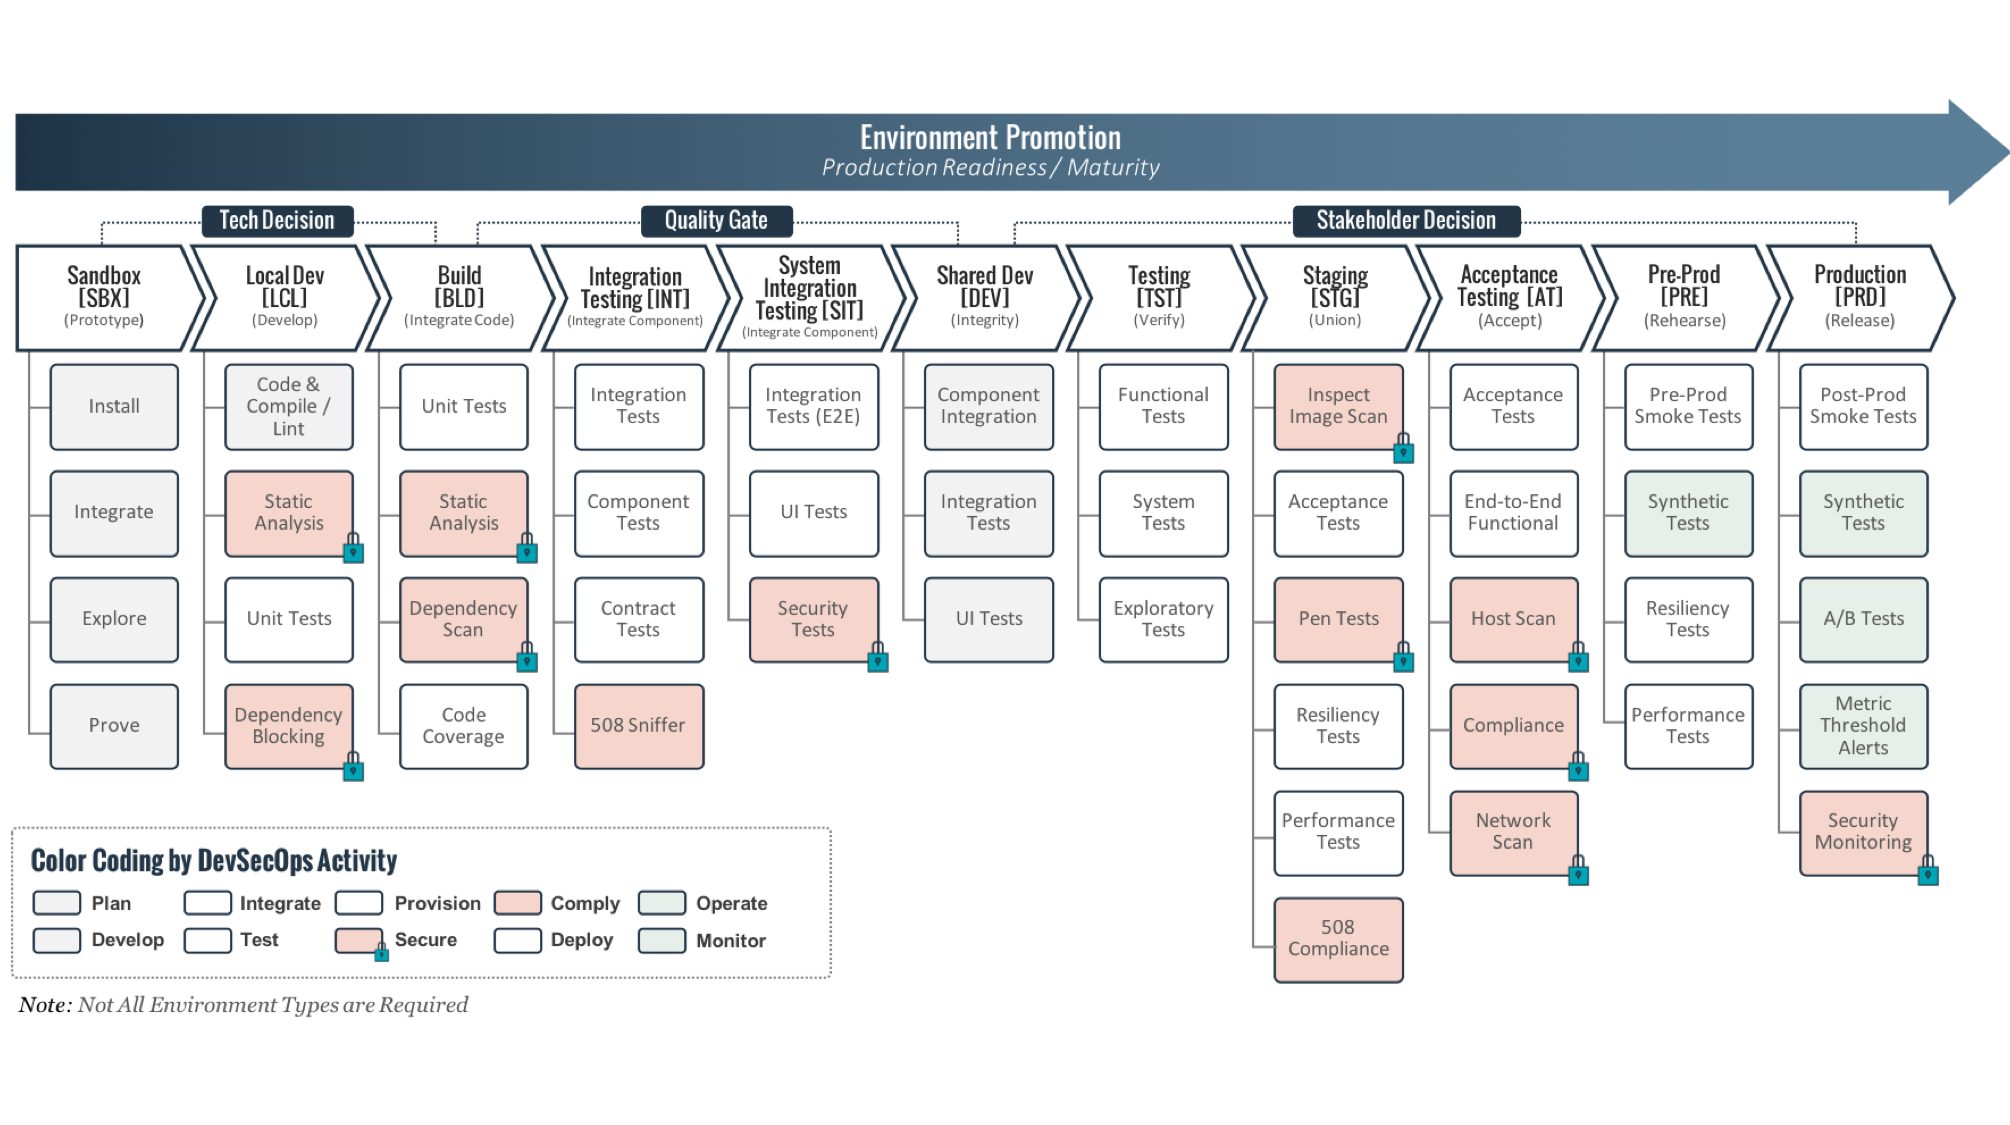 Environment Promotion
Production Readiness / Maturity
Tech Decision
Quality Gate
Stakeholder Decision
Sandbox
[SBX]
(Prototype)
Local Dev
[LCL]
(Develop)
Build
[BLD]
(Integrate Code)
Integration
Testing [INT]
(Integrate Component)
System
Integration
Testing [SIT]
(Integrate Component)
Shared Dev
[DEV]
(Integrity)
Testing
[TST]
(Verify)
Staging
[STG]
(Union)
Acceptance
Testing [AT]
(Accept)
Pre-Prod
[PRE]
(Rehearse)
Production
[PRD]
(Release)
Install
Integrate
Explore
Prove
Code &
Compile /
Lint
Static
Analysis
Unit Tests
Dependency
Blocking
Unit Tests
Static
Analysis
Dependency
Scan
Code
Coverage
Integration
Tests
Component
Tests
Contract
Tests
508 Sniffer
Integration
Tests (E2E)
UI Tests
Security
Tests
Component
Integration
Integration
Tests
UI Tests
Functional
Tests
System
Tests
Exploratory
Tests
Inspect
Image Scan
Acceptance
Tests
Pen Tests
Resiliency
Tests
Performance
Tests
508
Compliance
Acceptance
Tests
End-to-End
Functional
Host Scan
Compliance
Network
Scan
Pre-Prod
Smoke Tests
Synthetic
Tests
Resiliency
Tests
Performance
Tests
Post-Prod
Smoke Tests
Synthetic
Tests
A/B Tests
Metric
Threshold
Alerts
Security
Monitoring
Color Coding by DevSecOps Activity
Plan
Integrate
Provision
Comply
Operate
Develop
Test
Secure
Deploy
Monitor
Note: Not All Environment Types are Required